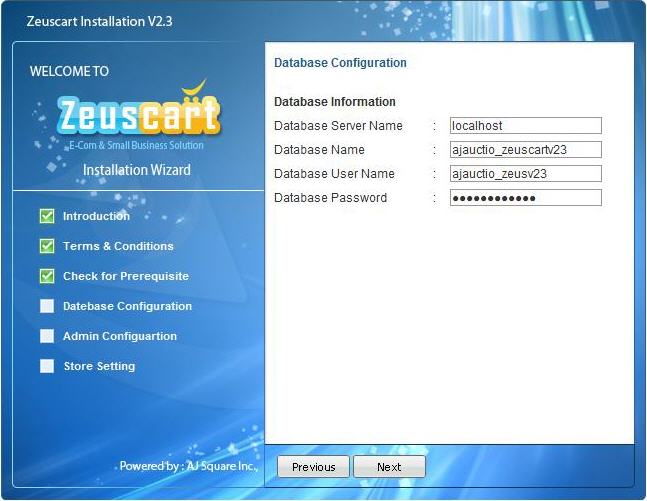 Zeuscart Installation V2.3
WELCOME TO
Zeuscart
E-Com & Small Business Solution
Installation Wizard
Introduction
Terms & Conditions
Check for Prerequisite
Datebase Configuration
Admin Configuartion
Store Setting
Powered by : AJ Square Inc.,
Database Configuration
Database Information
Database Server Name : localhost
Database Name : ajauctio_zeuscartv23
Database User Name : ajauctio_zeusv23
Database Password : ●●●●●●●●●●●●
Previous Next